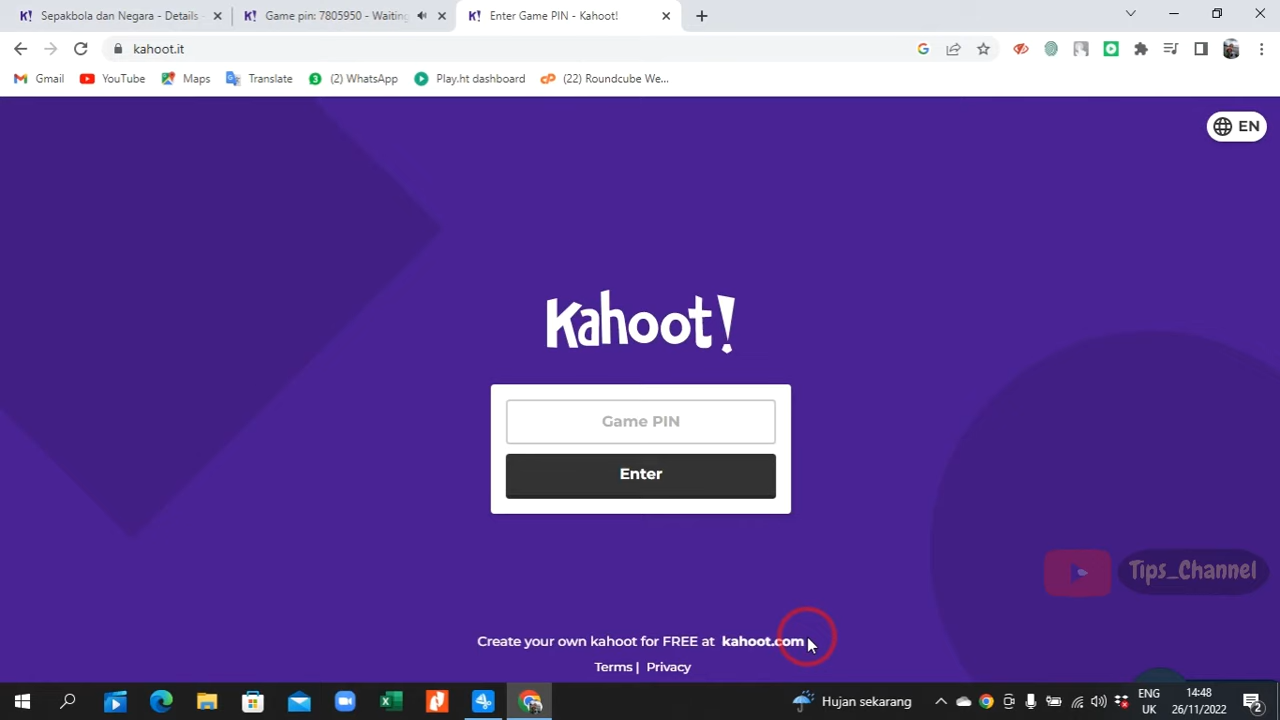 Sepakbola dan Negara - Details -
Game pin: 7805950 - Waiting
Enter Game PIN - Kahoot!
kahoot.it
Gmail
YouTube
Maps
Translate
(2) WhatsApp
Play.ht dashboard
(22) Roundcube We...
EN
Kahoot!
Game PIN
Enter
Tips_Channel
Create your own kahoot for FREE at kahoot.com
Terms | Privacy
Hujan sekarang
ENG
UK
14:48
26/11/2022
2